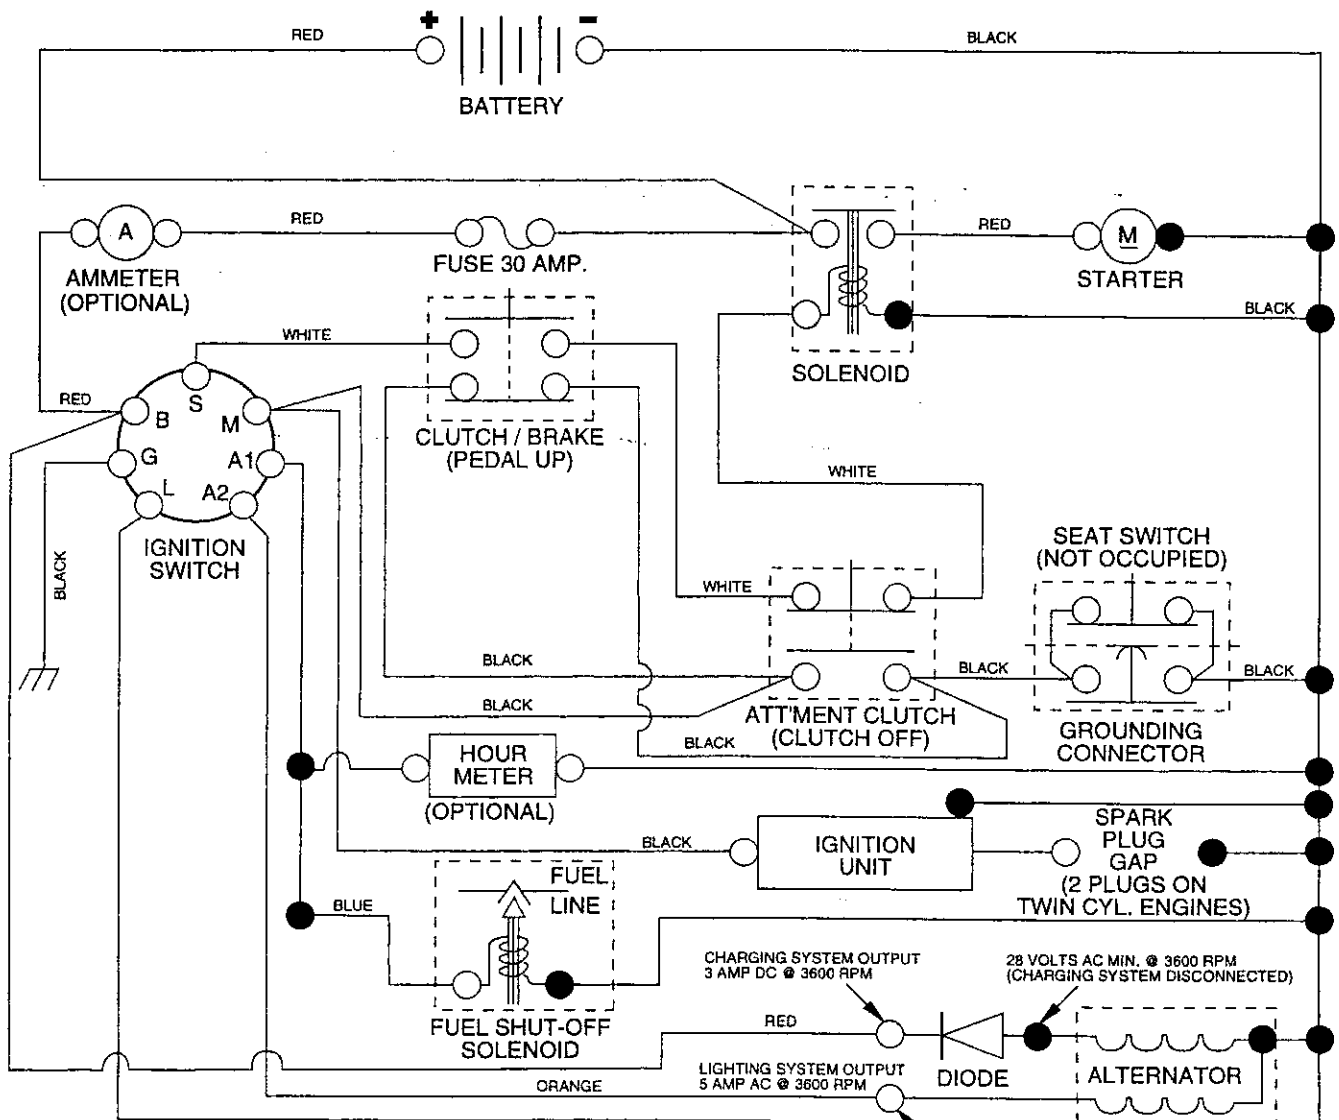 + -
RED
BLACK
BATTERY
A
RED
RED
M
FUSE 30 AMP.
AMMETER
(OPTIONAL)
STARTER
WHITE
BLACK
SOLENOID
RED
S
B
M
CLUTCH / BRAKE
(PEDAL UP)
G
A1
L
A2
WHITE
IGNITION
SWITCH
BLACK
SEAT SWITCH
(NOT OCCUPIED)
WHITE
BLACK
BLACK
BLACK
BLACK
BLACK
ATT'MENT CLUTCH
(CLUTCH OFF)
GROUNDING
CONNECTOR
BLACK
HOUR
METER
(OPTIONAL)
BLACK
IGNITION
UNIT
SPARK
PLUG
GAP
(2 PLUGS ON
TWIN CYL. ENGINES)
FUEL
LINE
BLUE
FUEL SHUT-OFF
SOLENOID
CHARGING SYSTEM OUTPUT
3 AMP DC @ 3600 RPM
28 VOLTS AC MIN. @ 3600 RPM
(CHARGING SYSTEM DISCONNECTED)
RED
LIGHTING SYSTEM OUTPUT
5 AMP AC @ 3600 RPM
DIODE
ALTERNATOR
ORANGE